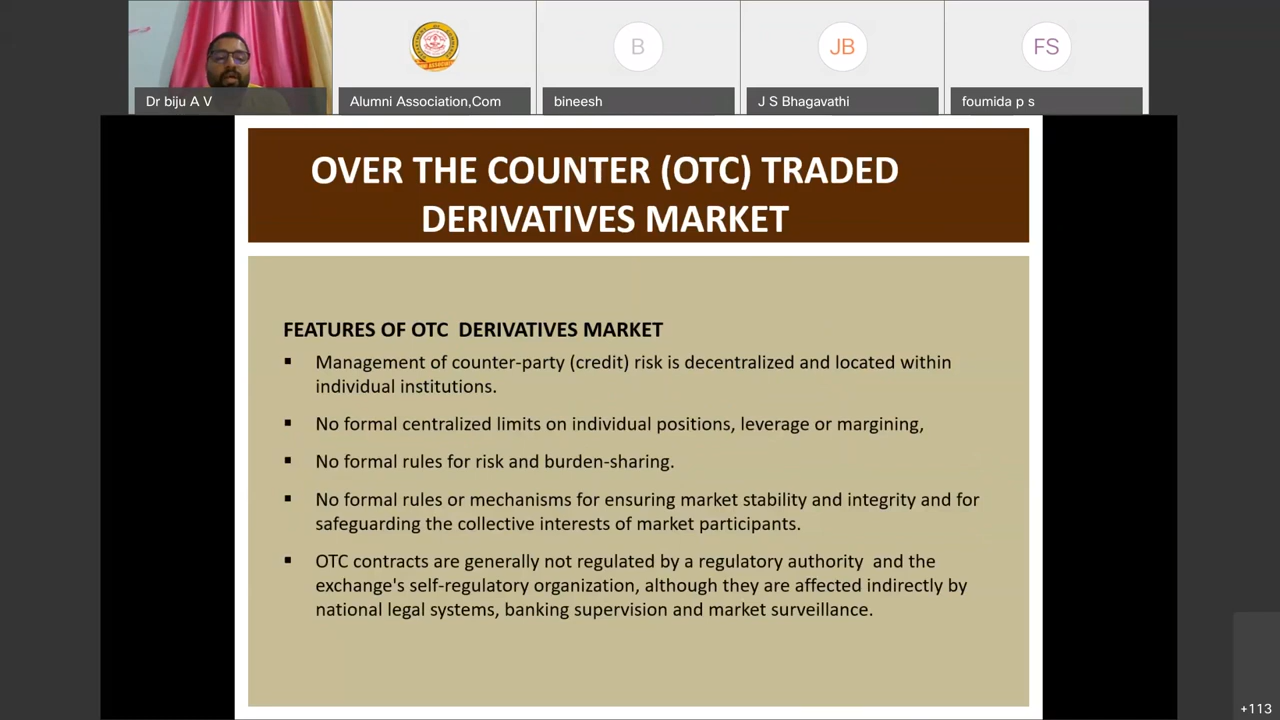 B
JB
FS
Dr biju A V
Alumni Association,Com
bineesh
J S Bhagavathi
foumida p s
OVER THE COUNTER (OTC) TRADED
DERIVATIVES MARKET
FEATURES OF OTC DERIVATIVES MARKET
▪ Management of counter-party (credit) risk is decentralized and located within
individual institutions.
▪ No formal centralized limits on individual positions, leverage or margining,
▪ No formal rules for risk and burden-sharing.
▪ No formal rules or mechanisms for ensuring market stability and integrity and for
safeguarding the collective interests of market participants.
▪ OTC contracts are generally not regulated by a regulatory authority and the
exchange's self-regulatory organization, although they are affected indirectly by
national legal systems, banking supervision and market surveillance.
+113